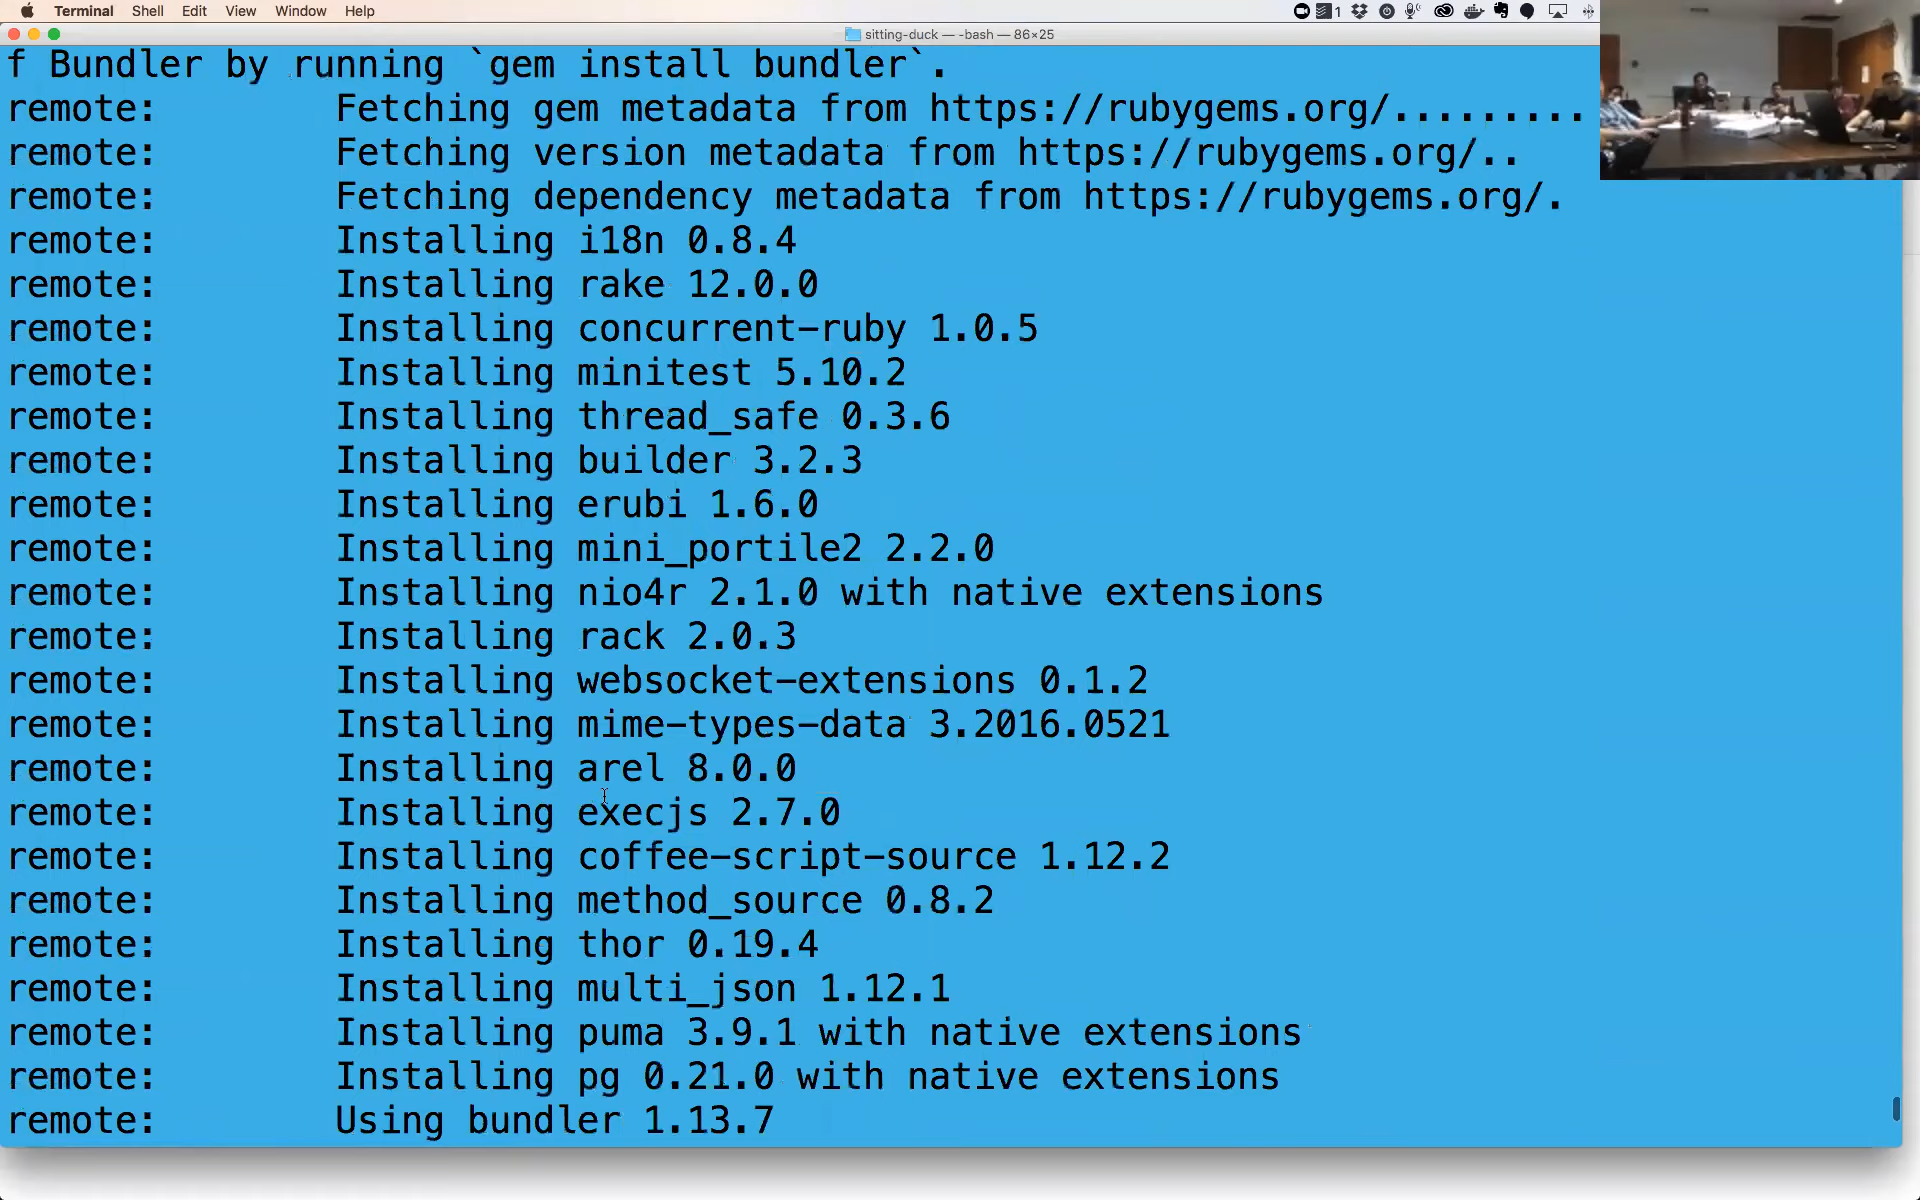 Terminal Shell Edit View Window Help 1
sitting-duck — -bash — 86×25
f Bundler by running `gem install bundler`.
remote: Fetching gem metadata from https://rubygems.org/.........
remote: Fetching version metadata from https://rubygems.org/..
remote: Fetching dependency metadata from https://rubygems.org/.
remote: Installing i18n 0.8.4
remote: Installing rake 12.0.0
remote: Installing concurrent-ruby 1.0.5
remote: Installing minitest 5.10.2
remote: Installing thread_safe 0.3.6
remote: Installing builder 3.2.3
remote: Installing erubi 1.6.0
remote: Installing mini_portile2 2.2.0
remote: Installing nio4r 2.1.0 with native extensions
remote: Installing rack 2.0.3
remote: Installing websocket-extensions 0.1.2
remote: Installing mime-types-data 3.2016.0521
remote: Installing arel 8.0.0
remote: Installing execjs 2.7.0
remote: Installing coffee-script-source 1.12.2
remote: Installing method_source 0.8.2
remote: Installing thor 0.19.4
remote: Installing multi_json 1.12.1
remote: Installing puma 3.9.1 with native extensions
remote: Installing pg 0.21.0 with native extensions
remote: Using bundler 1.13.7